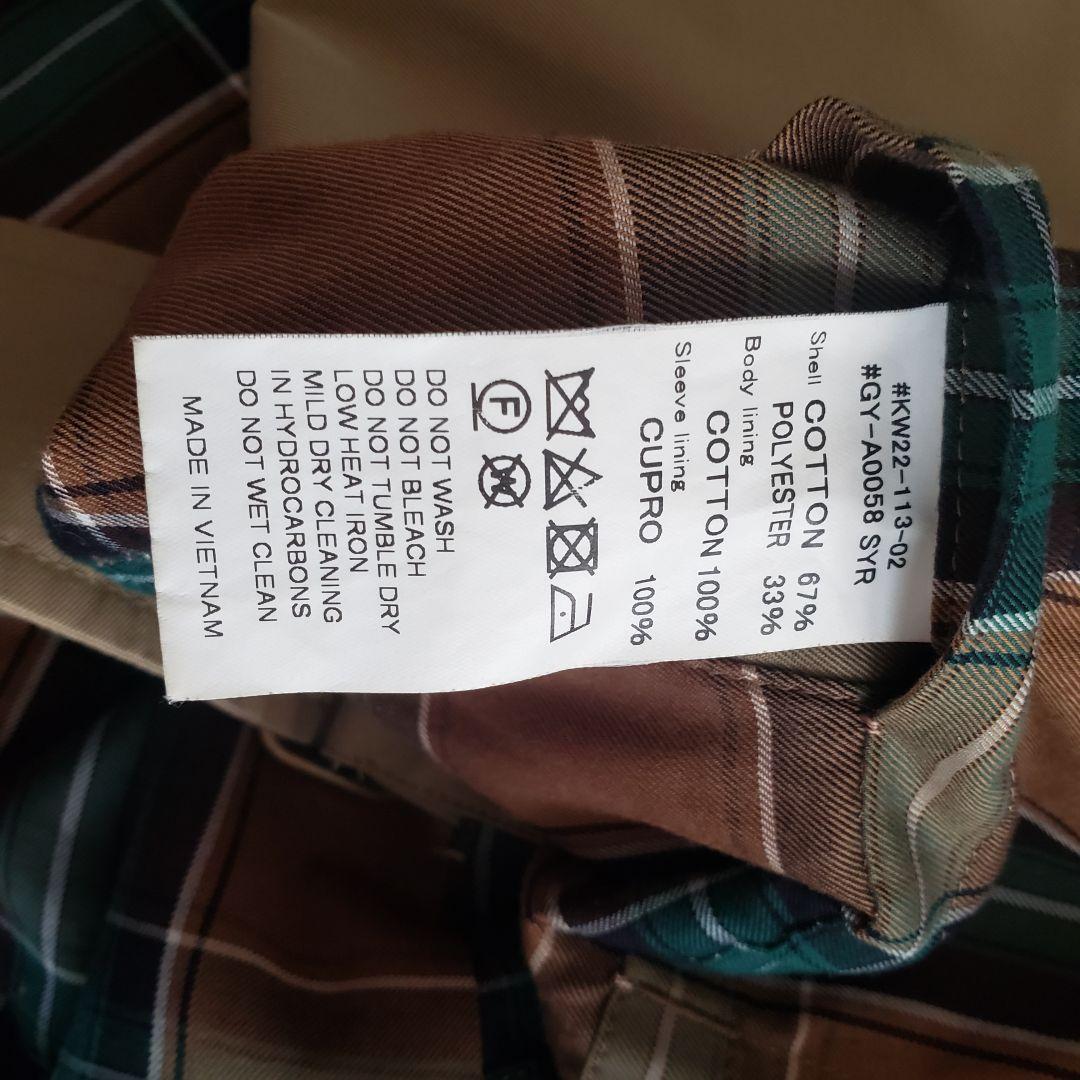 #KW22-113-02
#GY-A0058 SYR
Shell COTTON 67%
POLYESTER 33%
Body lining
COTTON 100%
Sleeve lining
CUPRO 100%
F
W
DO NOT WASH
DO NOT BLEACH
DO NOT TUMBLE DRY
LOW HEAT IRON
MILD DRY CLEANING
IN HYDROCARBONS
DO NOT WET CLEAN
MADE IN VIETNAM